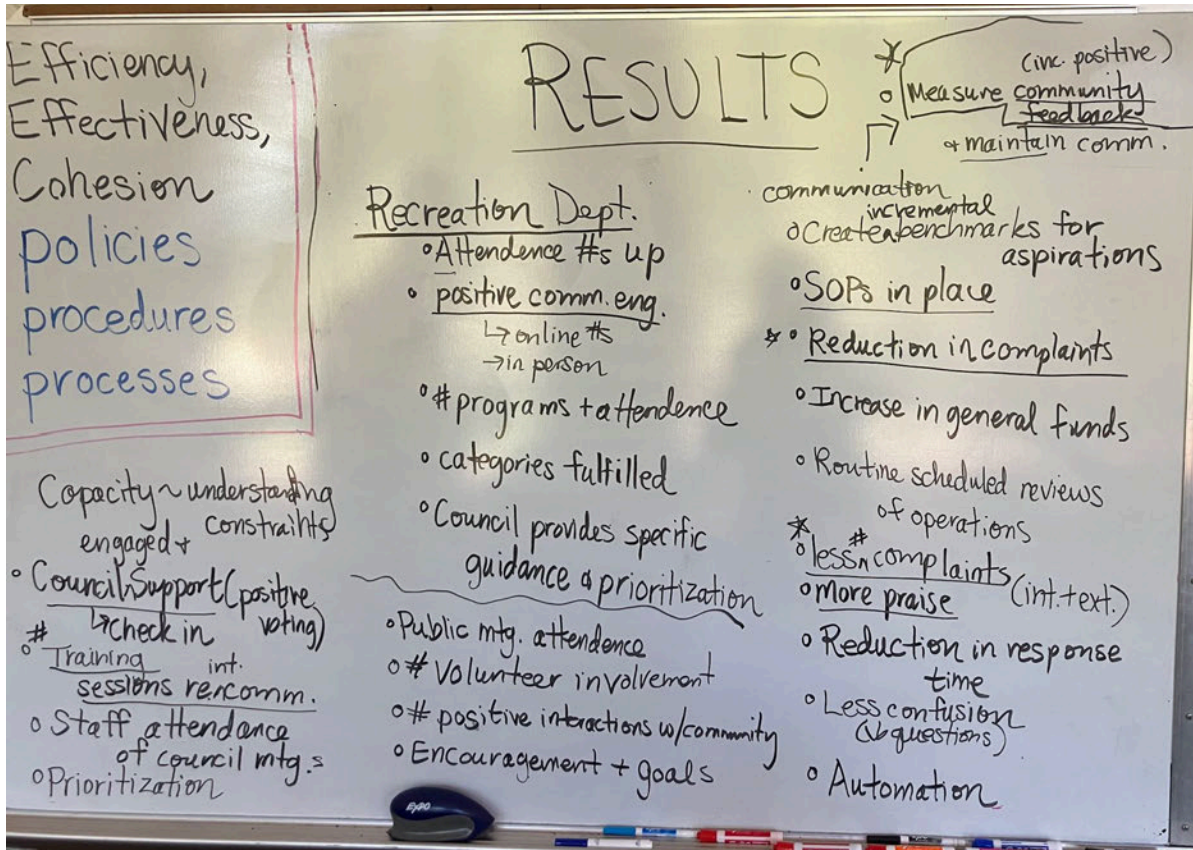 Efficiency,
Effectiveness,
Cohesion
policies
procedures
processes
Capacity~understanding
constraints
engaged +
Council Support (positive
voting)
↳check in
# Training int.
sessions re: comm.
Staff attendance
of council mtg.s
Prioritization
RESULTS
Recreation Dept.
Attendence #s up
positive comm. eng.
↳online #s
→in person
# programs + attendence
categories fulfilled
Council provides specific
guidance & prioritization
Public mtg. attendence
# Volunteer involvement
# positive interactions w/community
Encouragement + goals
(inc. positive)
Measure community
feedback
+ maintain comm.
communication
incremental
Create benchmarks for
aspirations
SOPs in place
Reduction in complaints
Increase in general funds
Routine scheduled reviews
of operations
#
less complaints
(int. + ext.)
More praise
Reduction in response
time
Less confusion
questions)
Automation
EXPO